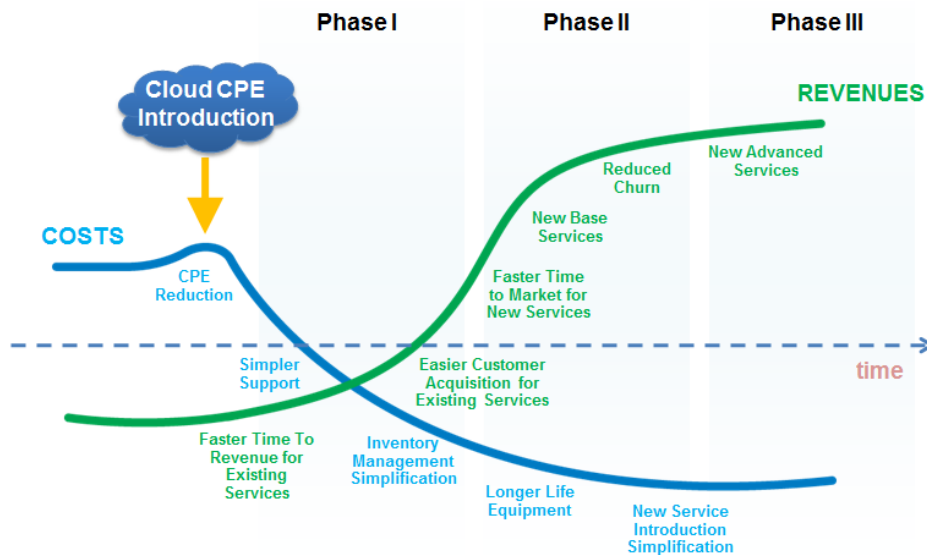 Phase I
Phase II
Phase III
Cloud CPE
Introduction
REVENUES
New Advanced
Services
Reduced
Churn
New Base
Services
COSTS
CPE
Reduction
Faster Time
to Market for
New Services
Simpler
Support
Easier Customer
Acquisition for
Existing Services
time
Faster Time To
Revenue for
Existing
Services
Inventory
Management
Simplification
Longer Life
Equipment
New Service
Introduction
Simplification